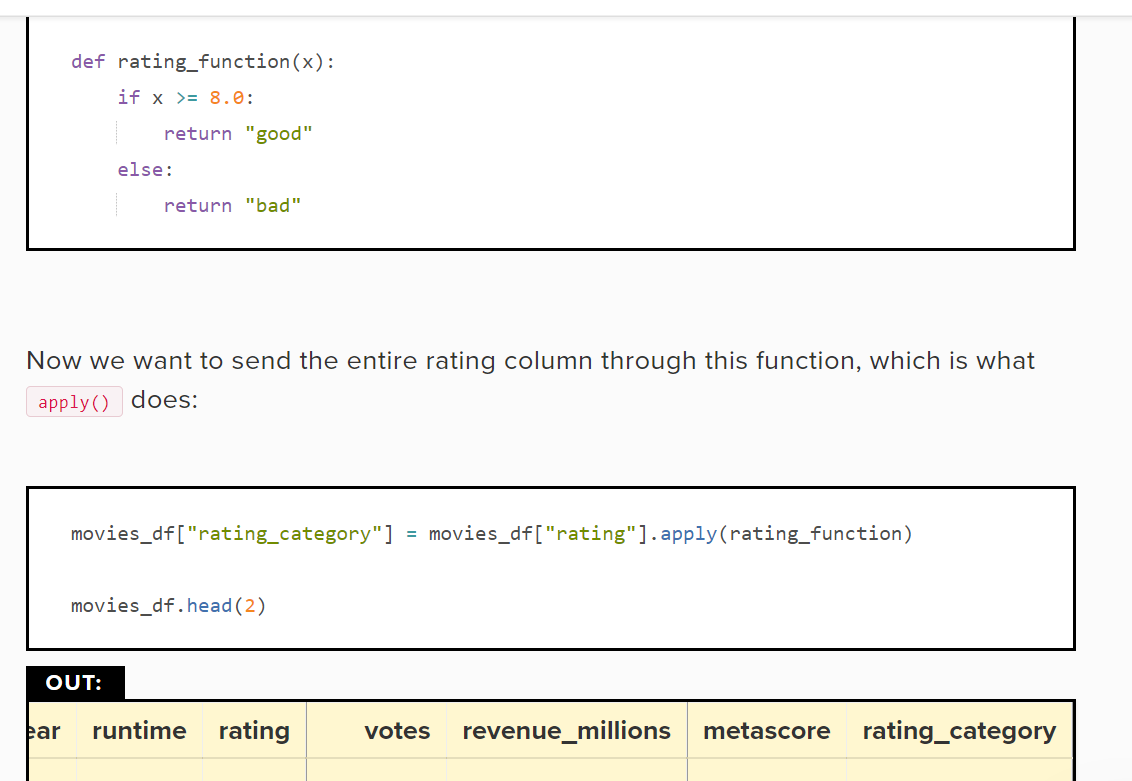 def rating_function(x):
    if x >= 8.0:
        return "good"
    else:
        return "bad"
Now we want to send the entire rating column through this function, which is what
apply() does:
movies_df["rating_category"] = movies_df["rating"].apply(rating_function)
movies_df.head(2)
OUT:
ear runtime rating votes revenue_millions metascore rating_category